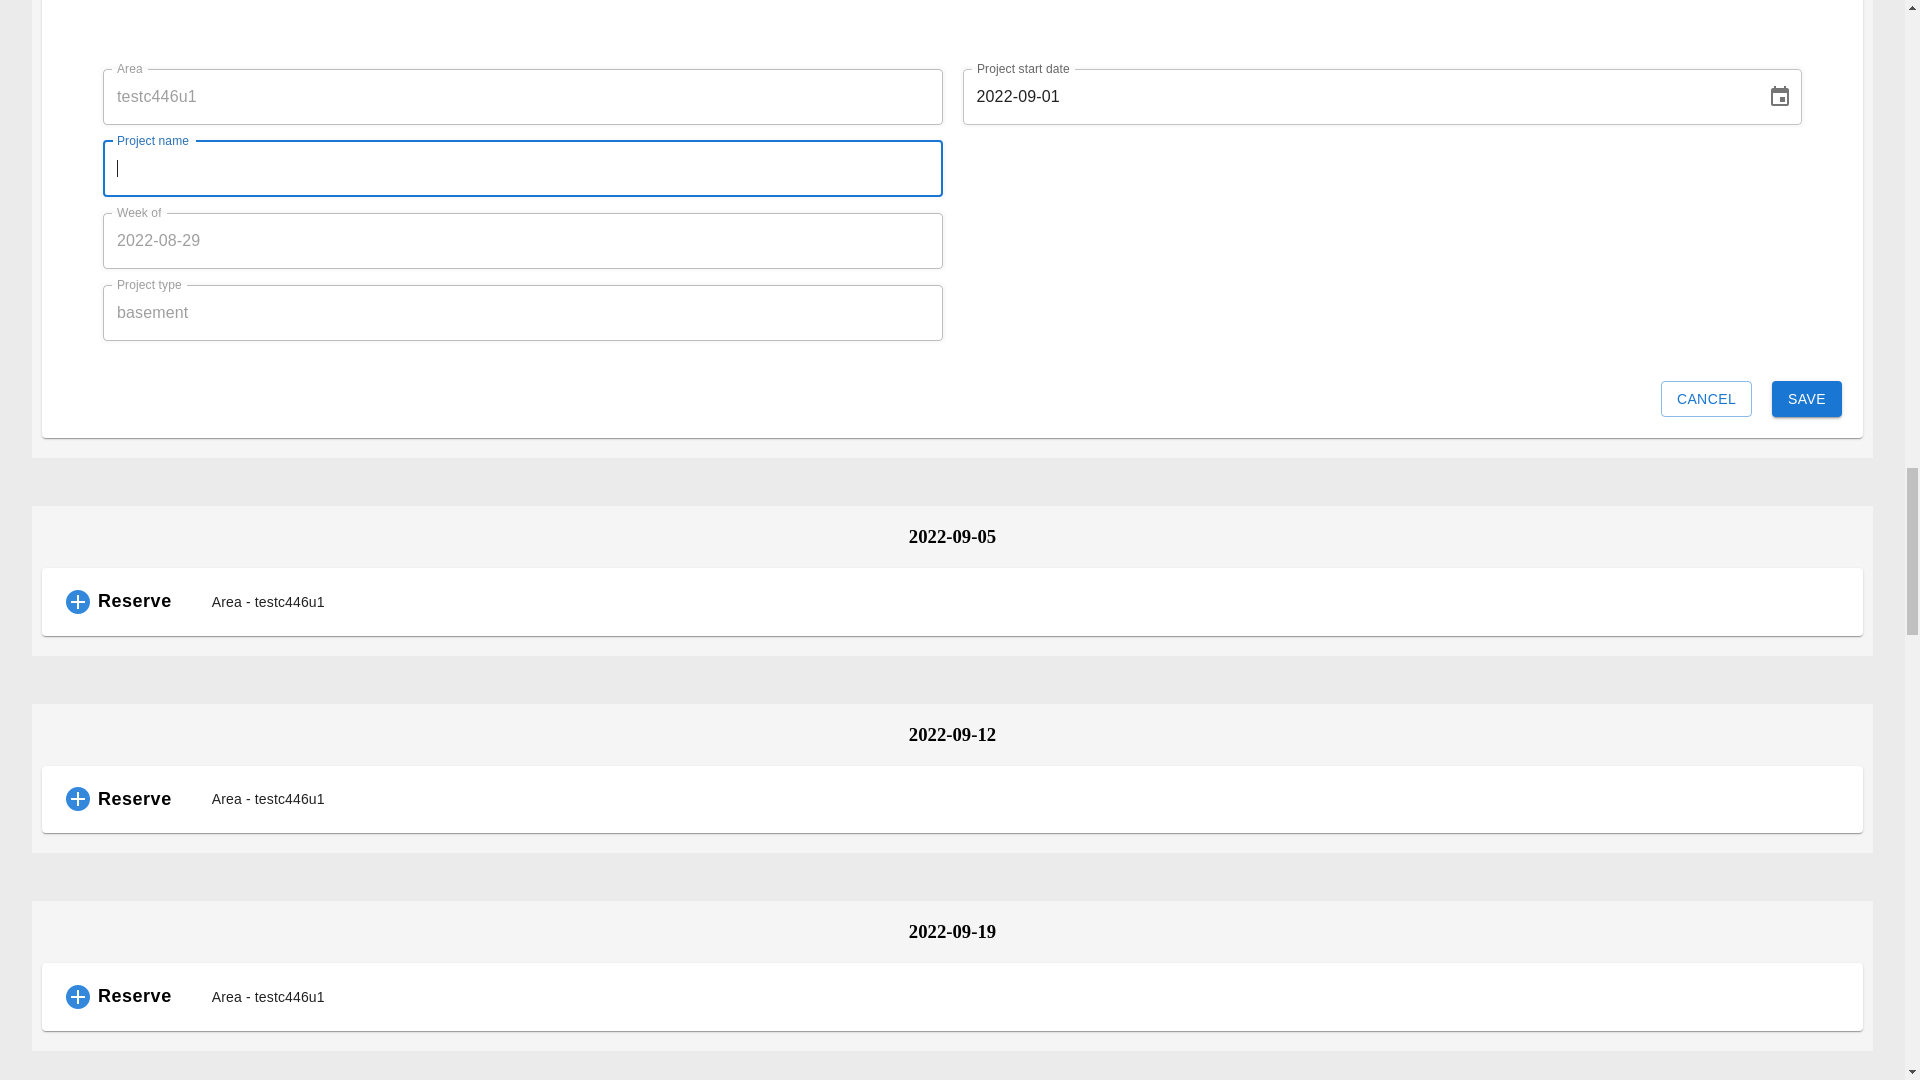 Area
testc446u1
Project start date
2022-09-01
Project name
Week of
2022-08-29
Project type
basement
CANCEL
SAVE
2022-09-05
Reserve Area - testc446u1
2022-09-12
Reserve Area - testc446u1
2022-09-19
Reserve Area - testc446u1